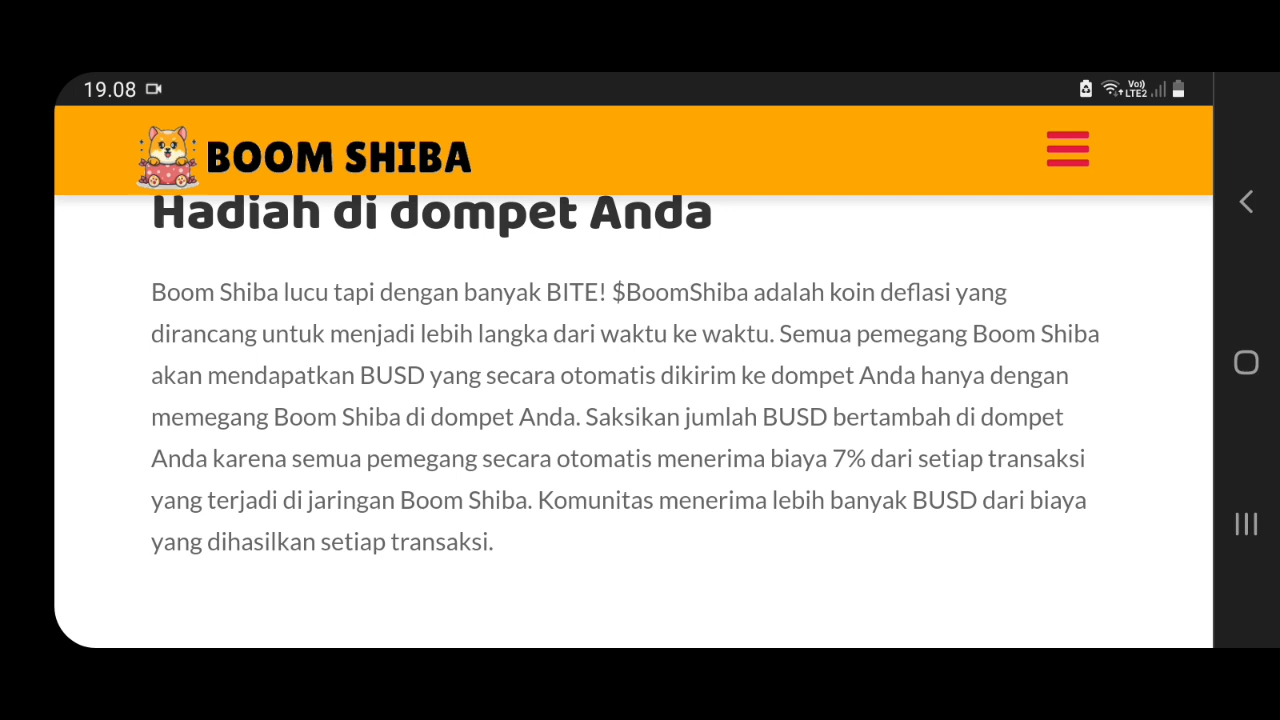 19.08
Vo))
LTE2
BOOM SHIBA
Hadiah di dompet Anda
Boom Shiba lucu tapi dengan banyak BITE! $BoomShiba adalah koin deflasi yang
dirancang untuk menjadi lebih langka dari waktu ke waktu. Semua pemegang Boom Shiba
akan mendapatkan BUSD yang secara otomatis dikirim ke dompet Anda hanya dengan
memegang Boom Shiba di dompet Anda. Saksikan jumlah BUSD bertambah di dompet
Anda karena semua pemegang secara otomatis menerima biaya 7% dari setiap transaksi
yang terjadi di jaringan Boom Shiba. Komunitas menerima lebih banyak BUSD dari biaya
yang dihasilkan setiap transaksi.